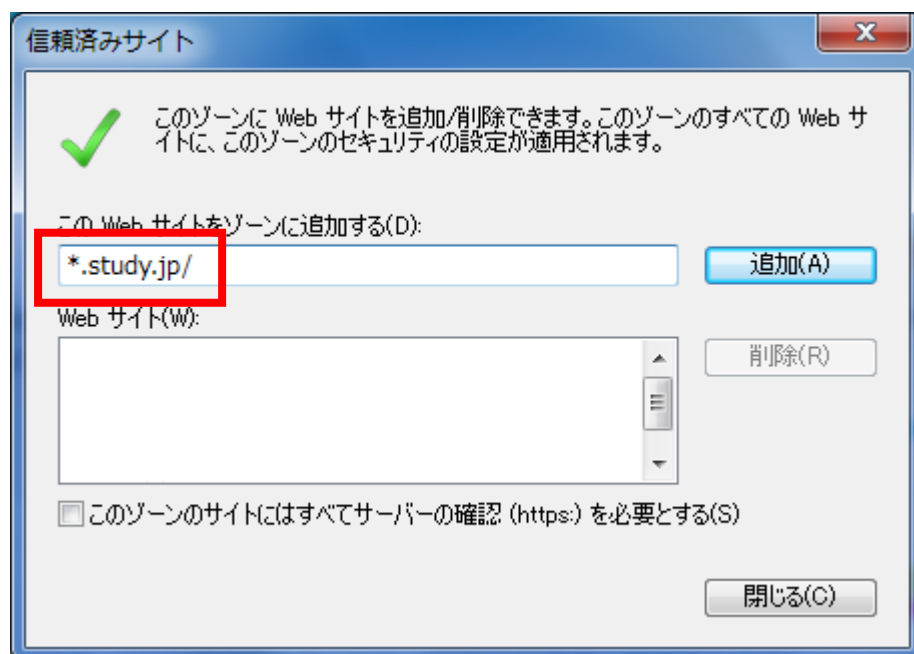 信頼済みサイト
このゾーンに Web サイトを追加/削除できます。このゾーンのすべての Web サ
イトに、このゾーンのセキュリティの設定が適用されます。
この Web サイトをゾーンに追加する(D):
*.study.jp/
追加(A)
Web サイト(W):
削除(R)
このゾーンのサイトにはすべてサーバーの確認 (https:) を必要とする(S)
閉じる(C)